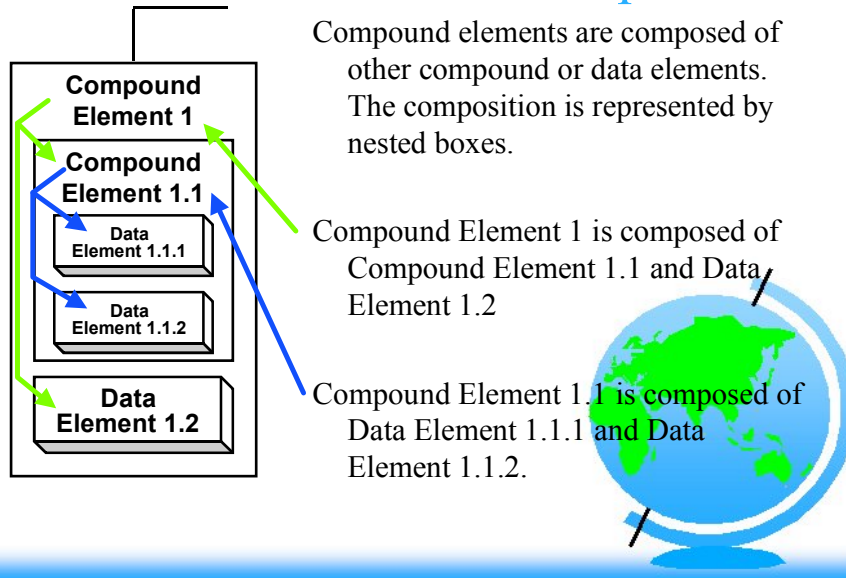 Compound elements are composed of
other compound or data elements.
The composition is represented by
nested boxes.
Compound
Element 1
Compound
Element 1.1
Data
Element 1.1.1
Data
Element 1.1.2
Data
Element 1.2
Compound Element 1 is composed of
Compound Element 1.1 and Data
Element 1.2
Compound Element 1.1 is composed of
Data Element 1.1.1 and Data
Element 1.1.2.